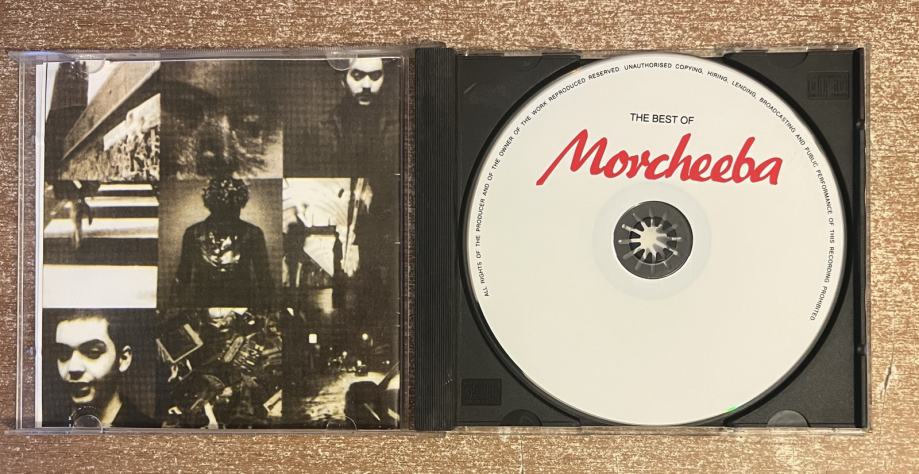 ALL RIGHTS OF THE PRODUCER AND OF THE OWNER OF THE WORK REPRODUCED RESERVED. UNAUTHORISED COPYING, HIRING, LENDING, BROADCASTING AND PUBLIC PERFORMANCE OF THIS RECORDING PROHIBITED
THE BEST OF
Morcheeba